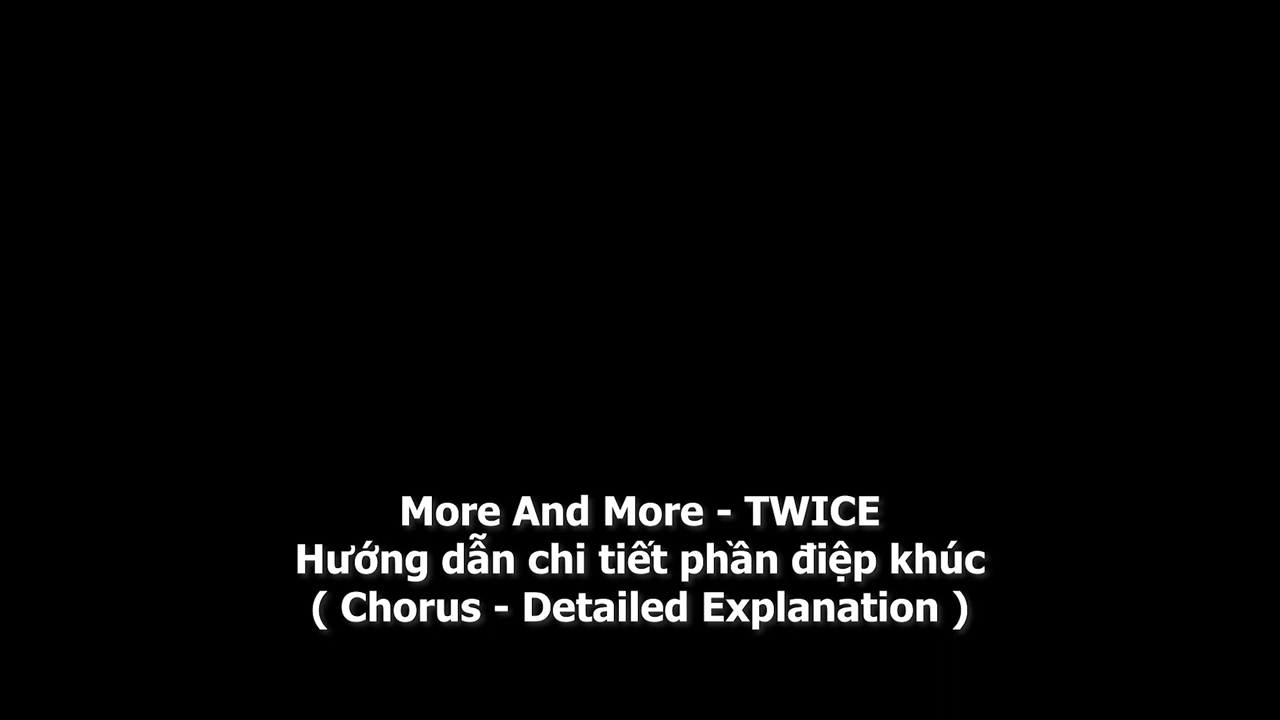 More And More - TWICE
Hướng dẫn chi tiết phần điệp khúc
( Chorus - Detailed Explanation )